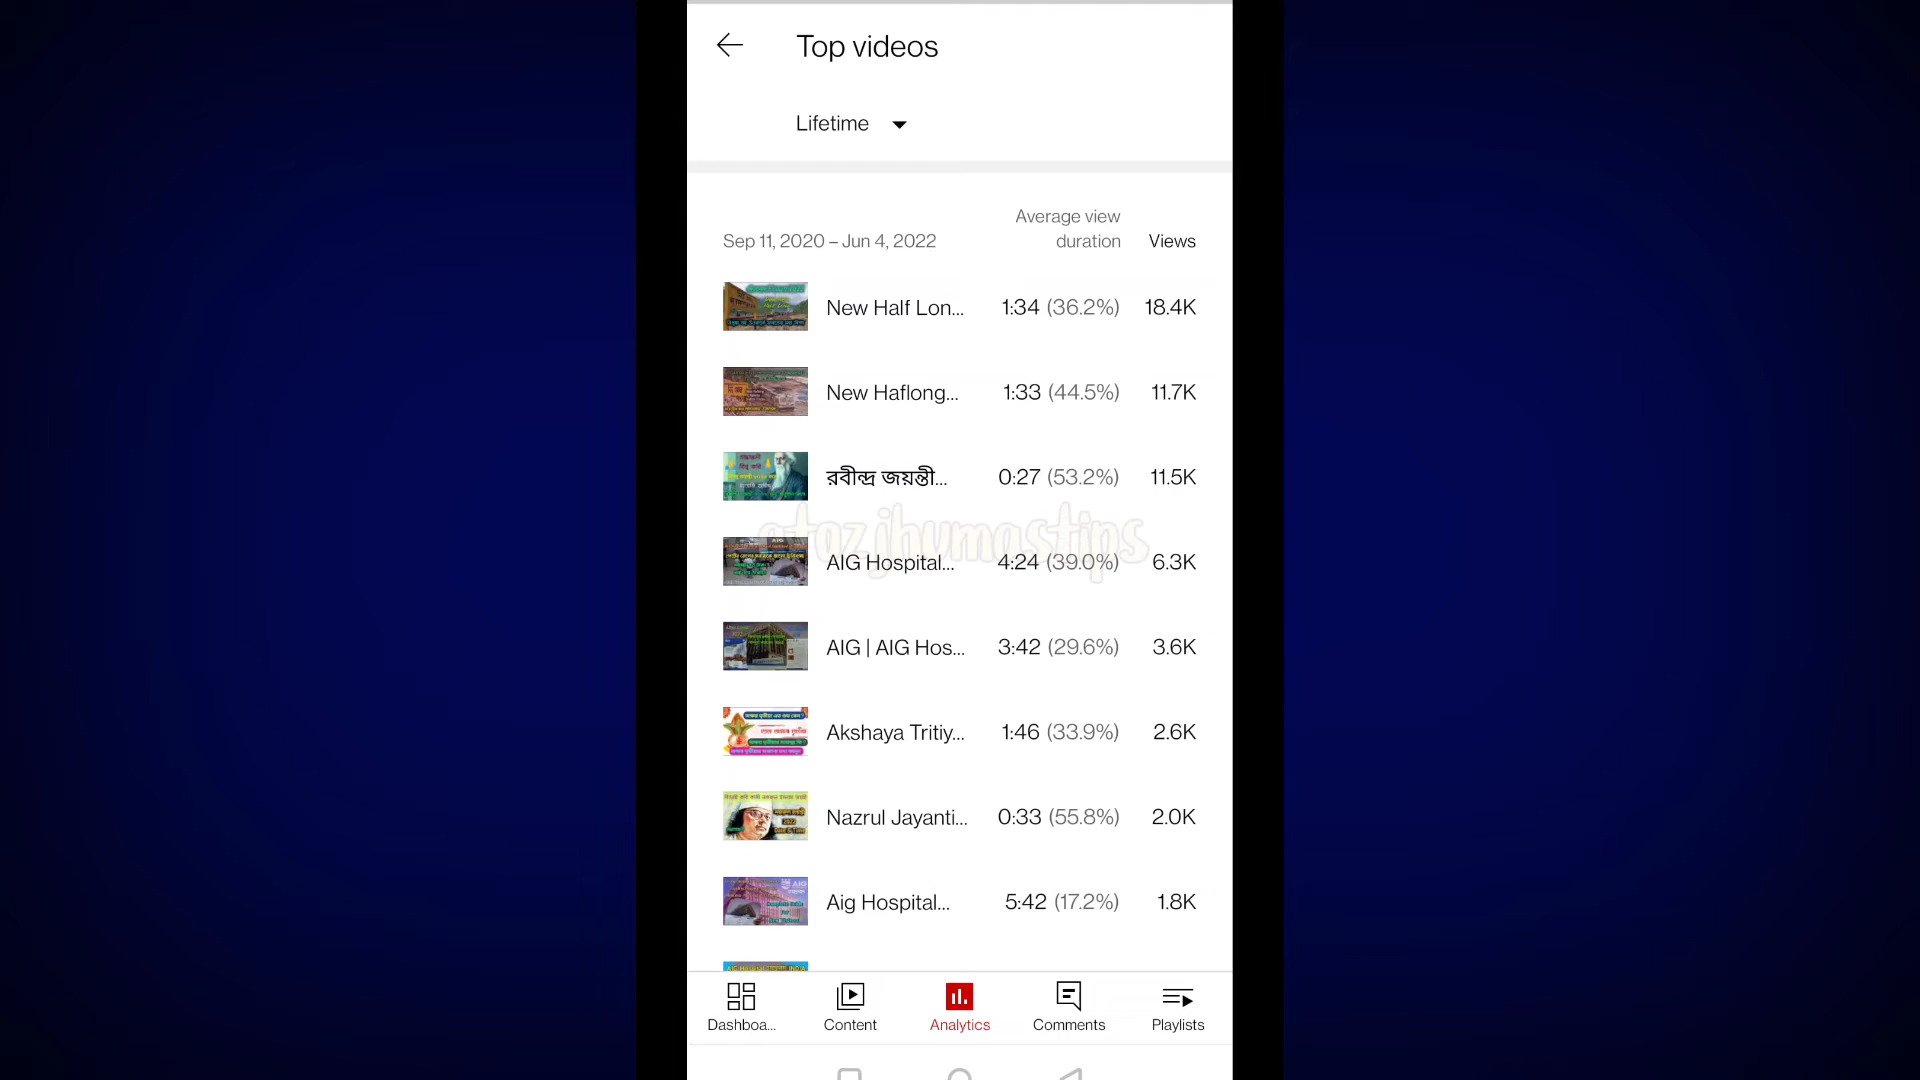 Top videos
Lifetime
Average view
Sep 11, 2020 – Jun 4, 2022 duration Views
New Half Lon... 1:34 (36.2%) 18.4K
New Haflong... 1:33 (44.5%) 11.7K
রবীন্দ্র জয়ন্তী... 0:27 (53.2%) 11.5K
atozjhumastips
AIG Hospital... 4:24 (39.0%) 6.3K
AIG | AIG Hos... 3:42 (29.6%) 3.6K
Akshaya Tritiy... 1:46 (33.9%) 2.6K
Nazrul Jayanti... 0:33 (55.8%) 2.0K
Aig Hospital... 5:42 (17.2%) 1.8K
Dashboa... Content Analytics Comments Playlists